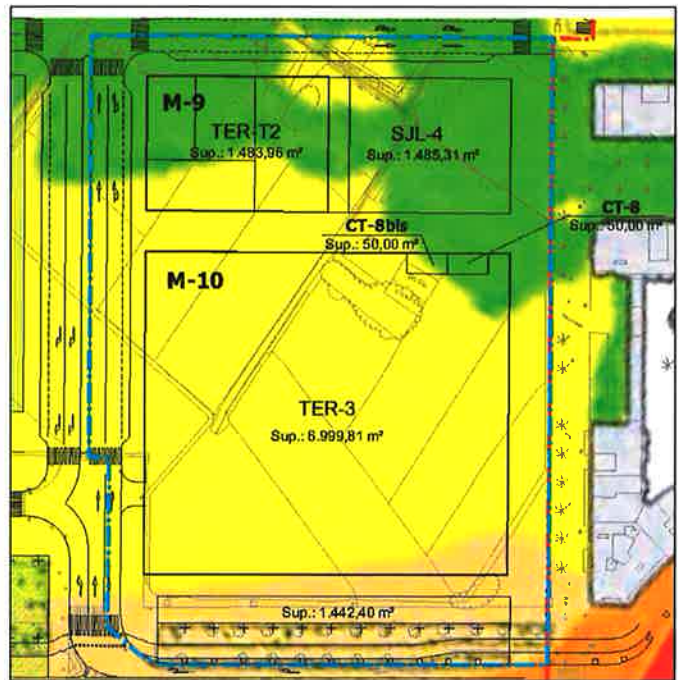 M-9
TER-T2
Sup.: 1.483,96 m²
SJL-4
Sup.: 1.485,31 m²
CT-8bis
Sup.: 50,00 m²
CT-8
Sup.: 50,00 m²
M-10
TER-3
Sup.: 6.999,81 m²
Sup.: 1.442,40 m²